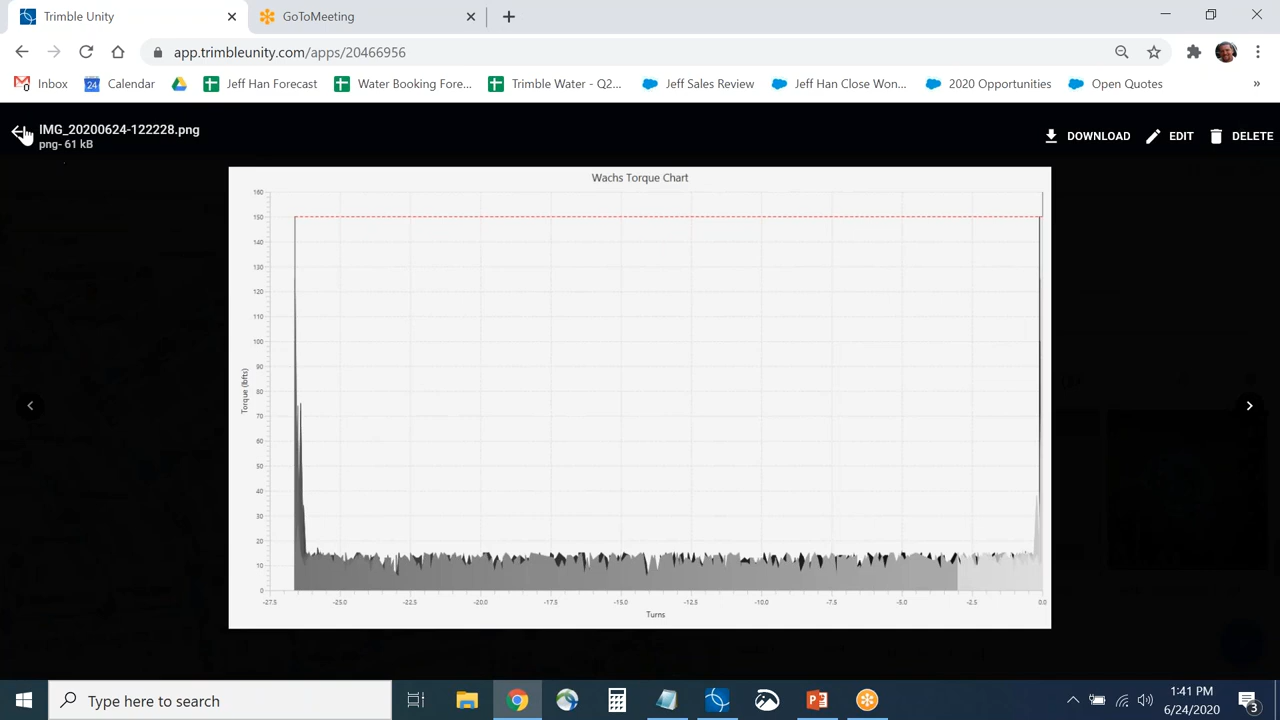 Trimble Unity
GoToMeeting
app.trimbleunity.com/apps/20466956
Inbox
24
Calendar
Jeff Han Forecast
Water Booking Fore...
Trimble Water - Q2...
Jeff Sales Review
Jeff Han Close Won...
2020 Opportunities
Open Quotes
»
IMG_20200624-122228.png
png- 61 kB
DOWNLOAD
EDIT
DELETE
Wachs Torque Chart
160
150
140
130
120
110
100
90
80
70
60
50
40
30
20
10
0
Torque (lbfts)
-27.5 -25.0 -22.5 -20.0 -17.5 -15.0 -12.5 -10.0 -7.5 -5.0 -2.5 0.0
Turns
Type here to search
1:41 PM
6/24/2020
3